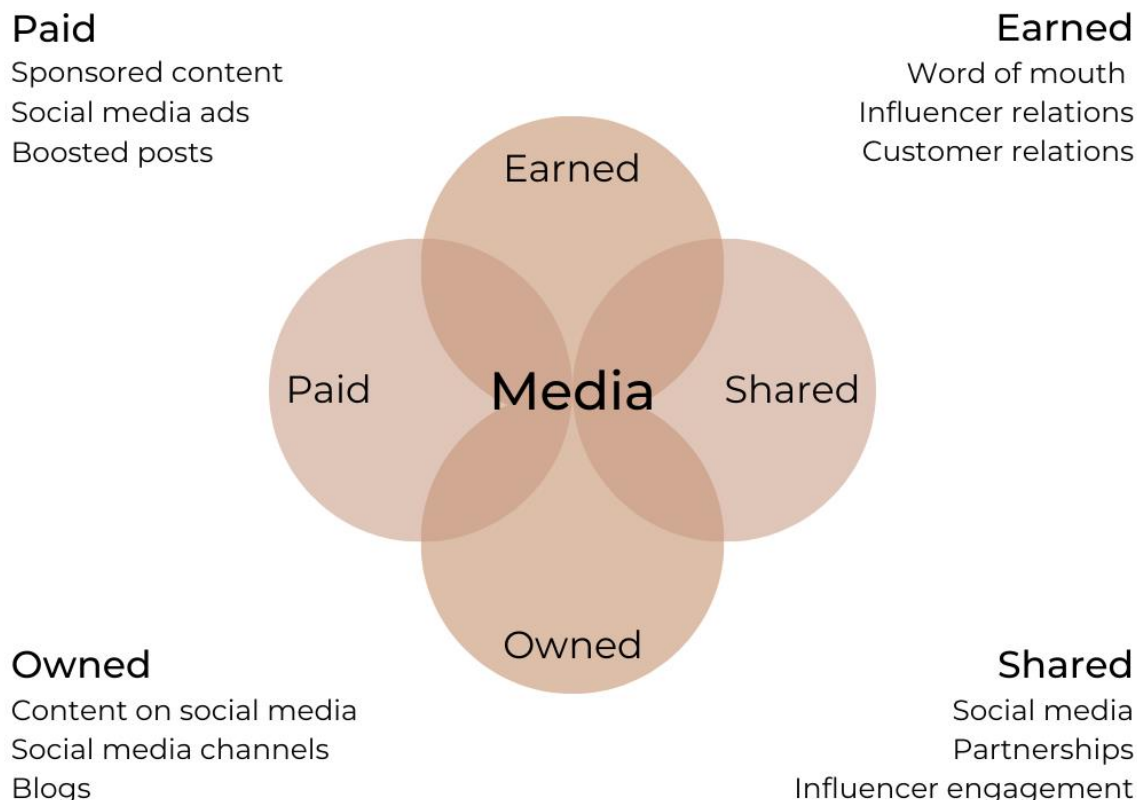 Paid
Sponsored content
Social media ads
Boosted posts
Earned
Word of mouth
Influencer relations
Customer relations
Earned
Paid
Media
Shared
Owned
Owned
Content on social media
Social media channels
Blogs
Shared
Social media
Partnerships
Influencer engagement